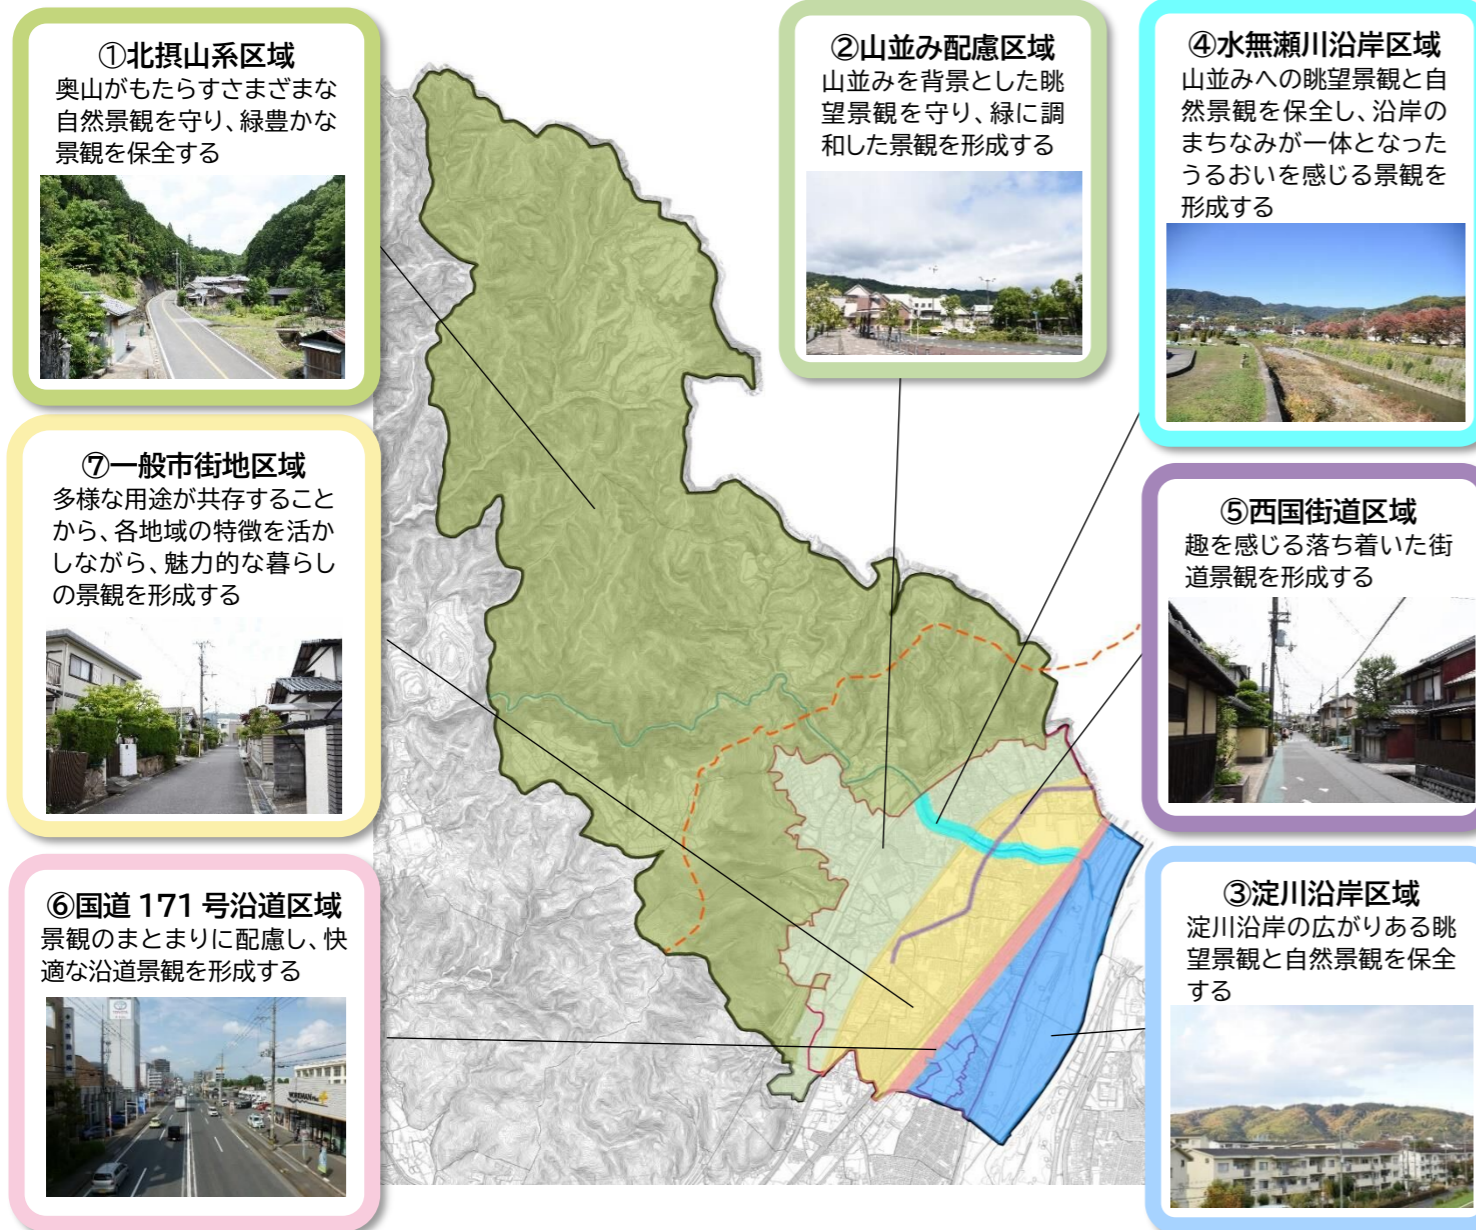 ①北摂山系区域
奥山がもたらすさまざまな
自然景観を守り、緑豊かな
景観を保全する
②山並み配慮区域
山並みを背景とした眺
望景観を守り、緑に調
和した景観を形成する
④水無瀬川沿岸区域
山並みへの眺望景観と自
然景観を保全し、沿岸の
まちなみが一体となった
うるおいを感じる景観を
形成する
⑦一般市街地区域
多様な用途が共存すること
から、各地域の特徴を活か
しながら、魅力的な暮らし
の景観を形成する
⑤西国街道区域
趣を感じる落ち着いた街
道景観を形成する
⑥国道 171 号沿道区域
景観のまとまりに配慮し、快
適な沿道景観を形成する
③淀川沿岸区域
淀川沿岸の広がりある眺
望景観と自然景観を保全
する